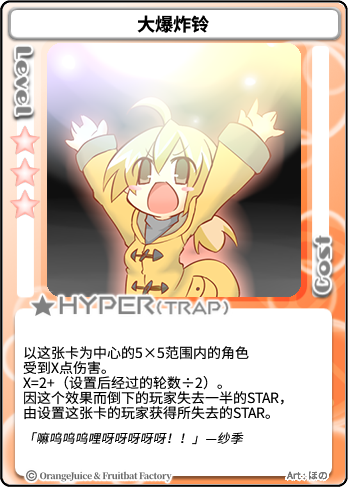 大爆炸铃
Level
Cost
HYPER(TRAP)
以这张卡为中心的5×5范围内的角色
受到X点伤害。
X=2+（设置后经过的轮数÷2）。
因这个效果而倒下的玩家失去一半的STAR，
由设置这张卡的玩家获得所失去的STAR。
「嘛呜呜呜哩呀呀呀呀呀！！」—纱季
© OrangeJuice & Fruitbat Factory
Art : ほの